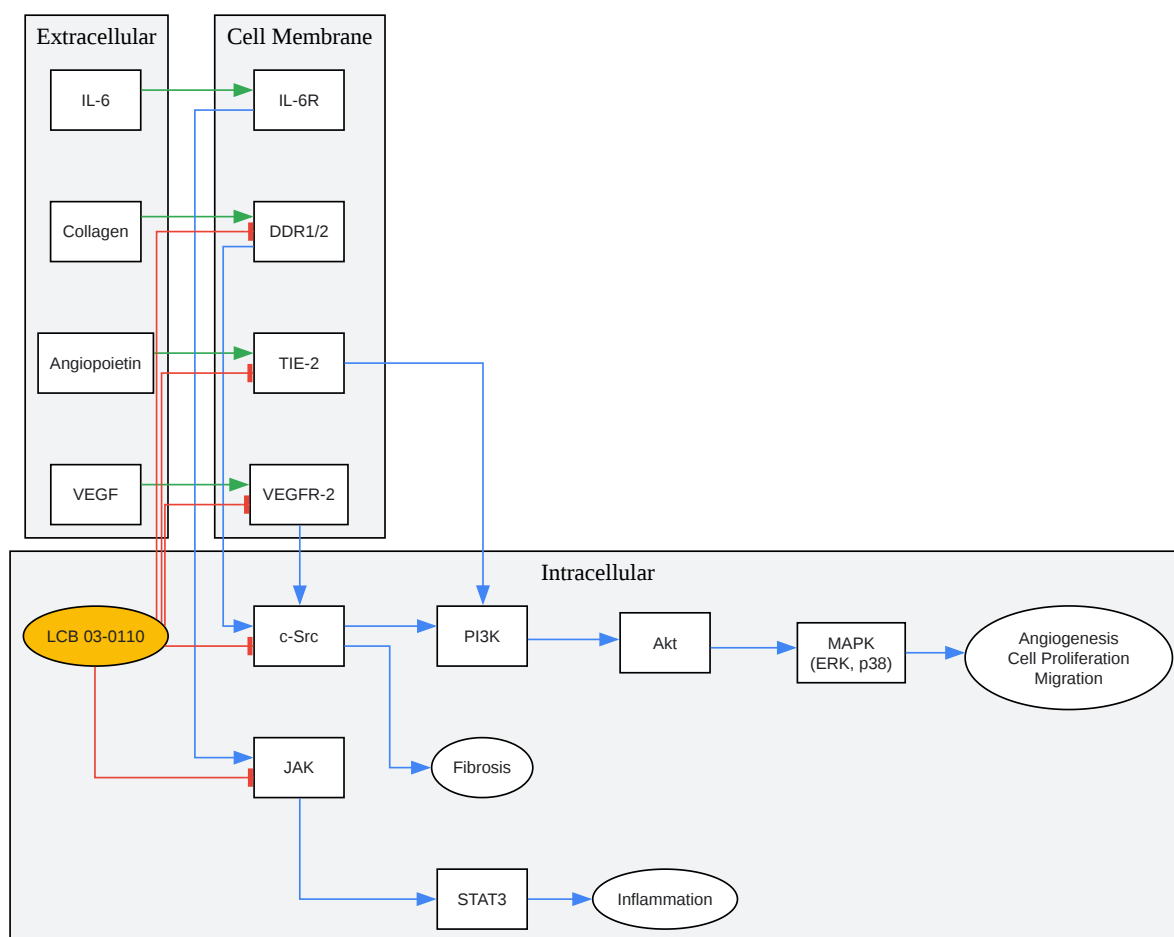 Extracellular
Cell Membrane
IL-6
IL-6R
Collagen
DDR1/2
Angiopoietin
TIE-2
VEGF
VEGFR-2
Intracellular
LCB 03-0110
c-Src
PI3K
Akt
MAPK
(ERK, p38)
Angiogenesis
Cell Proliferation
Migration
JAK
Fibrosis
STAT3
Inflammation